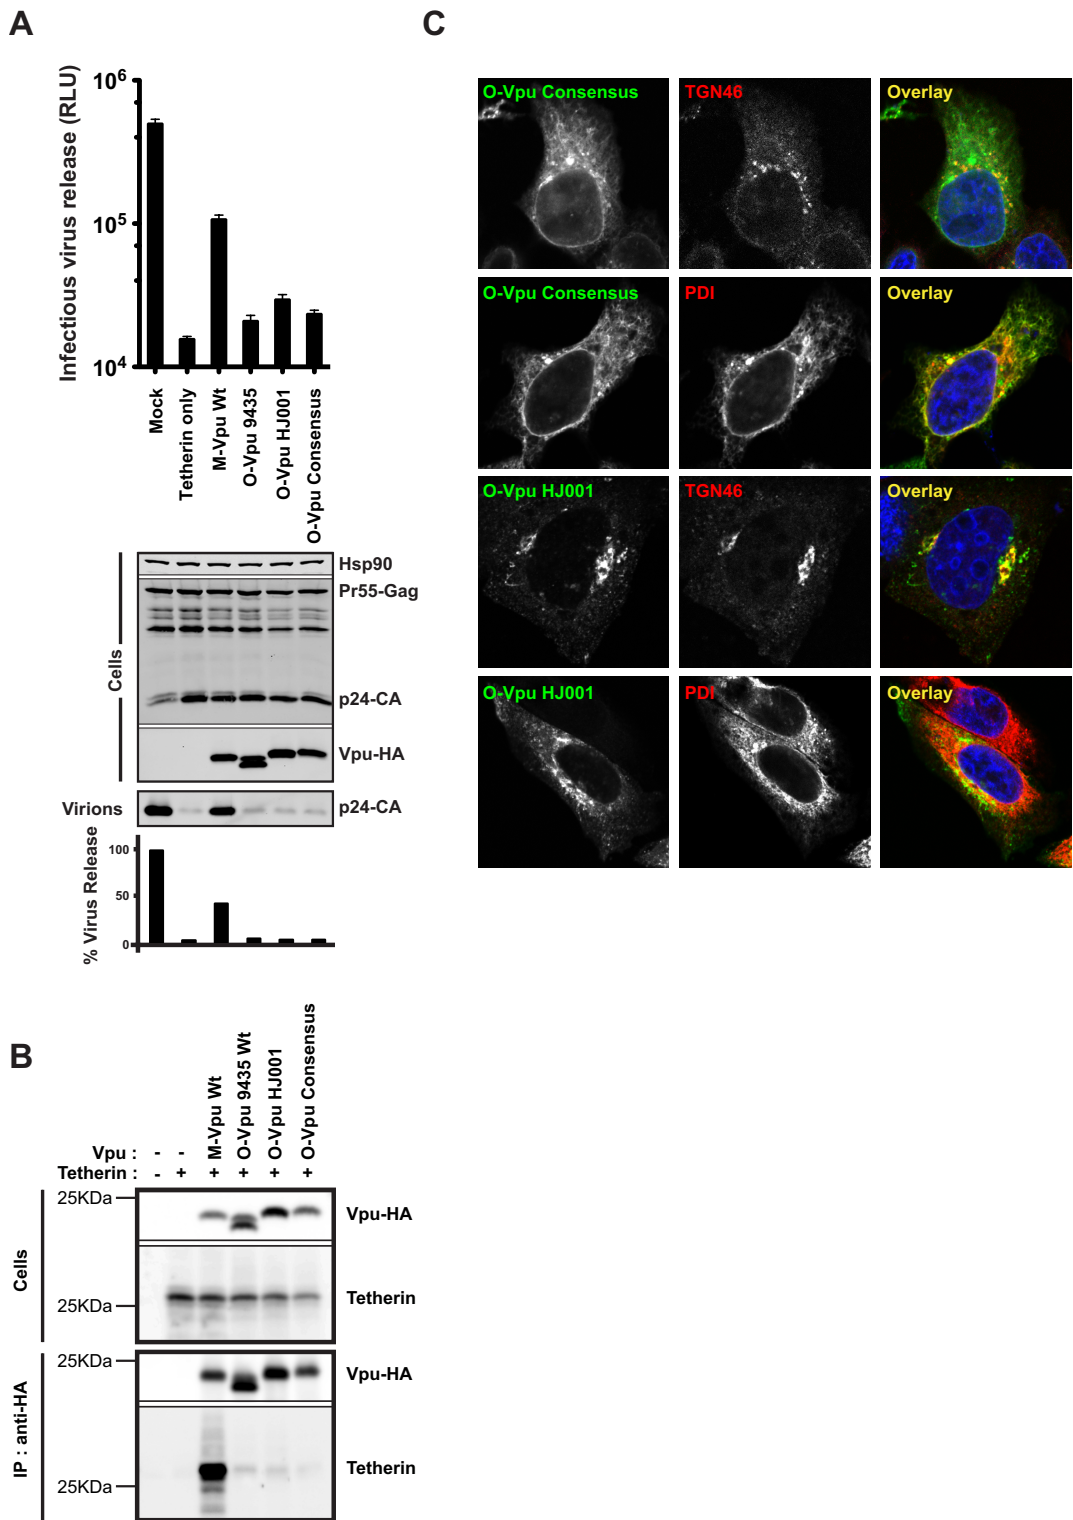 A
Infectious virus release (RLU)
10^6
10^5
10^4
Mock
Tetherin only
M-Vpu Wt
O-Vpu 9435
O-Vpu HJ001
O-Vpu Consensus
Cells
Hsp90
Pr55-Gag
p24-CA
Vpu-HA
Virions
p24-CA
% Virus Release
100
50
0
B
M-Vpu Wt
O-Vpu 9435 Wt
O-Vpu HJ001
O-Vpu Consensus
Vpu : - -
Tetherin : - + + + + +
Cells
25KDa
Vpu-HA
25KDa
Tetherin
IP : anti-HA
25KDa
Vpu-HA
25KDa
Tetherin
C
O-Vpu Consensus TGN46 Overlay
O-Vpu Consensus PDI Overlay
O-Vpu HJ001 TGN46 Overlay
O-Vpu HJ001 PDI Overlay